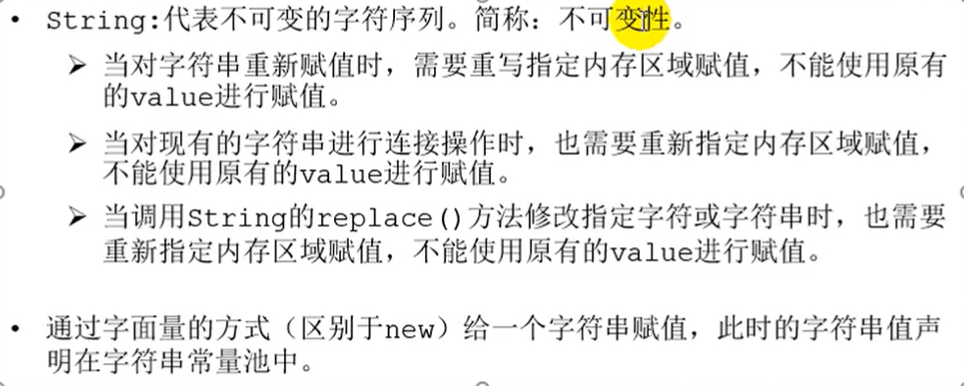 • String:代表不可变的字符序列。简称：不可变性。
➢ 当对字符串重新赋值时，需要重写指定内存区域赋值，不能使用原有
的value进行赋值。
➢ 当对现有的字符串进行连接操作时，也需要重新指定内存区域赋值，
不能使用原有的value进行赋值。
➢ 当调用String的replace()方法修改指定字符或字符串时，也需要
重新指定内存区域赋值，不能使用原有的value进行赋值。
• 通过字面量的方式（区别于new）给一个字符串赋值，此时的字符串值声
明在字符串常量池中。